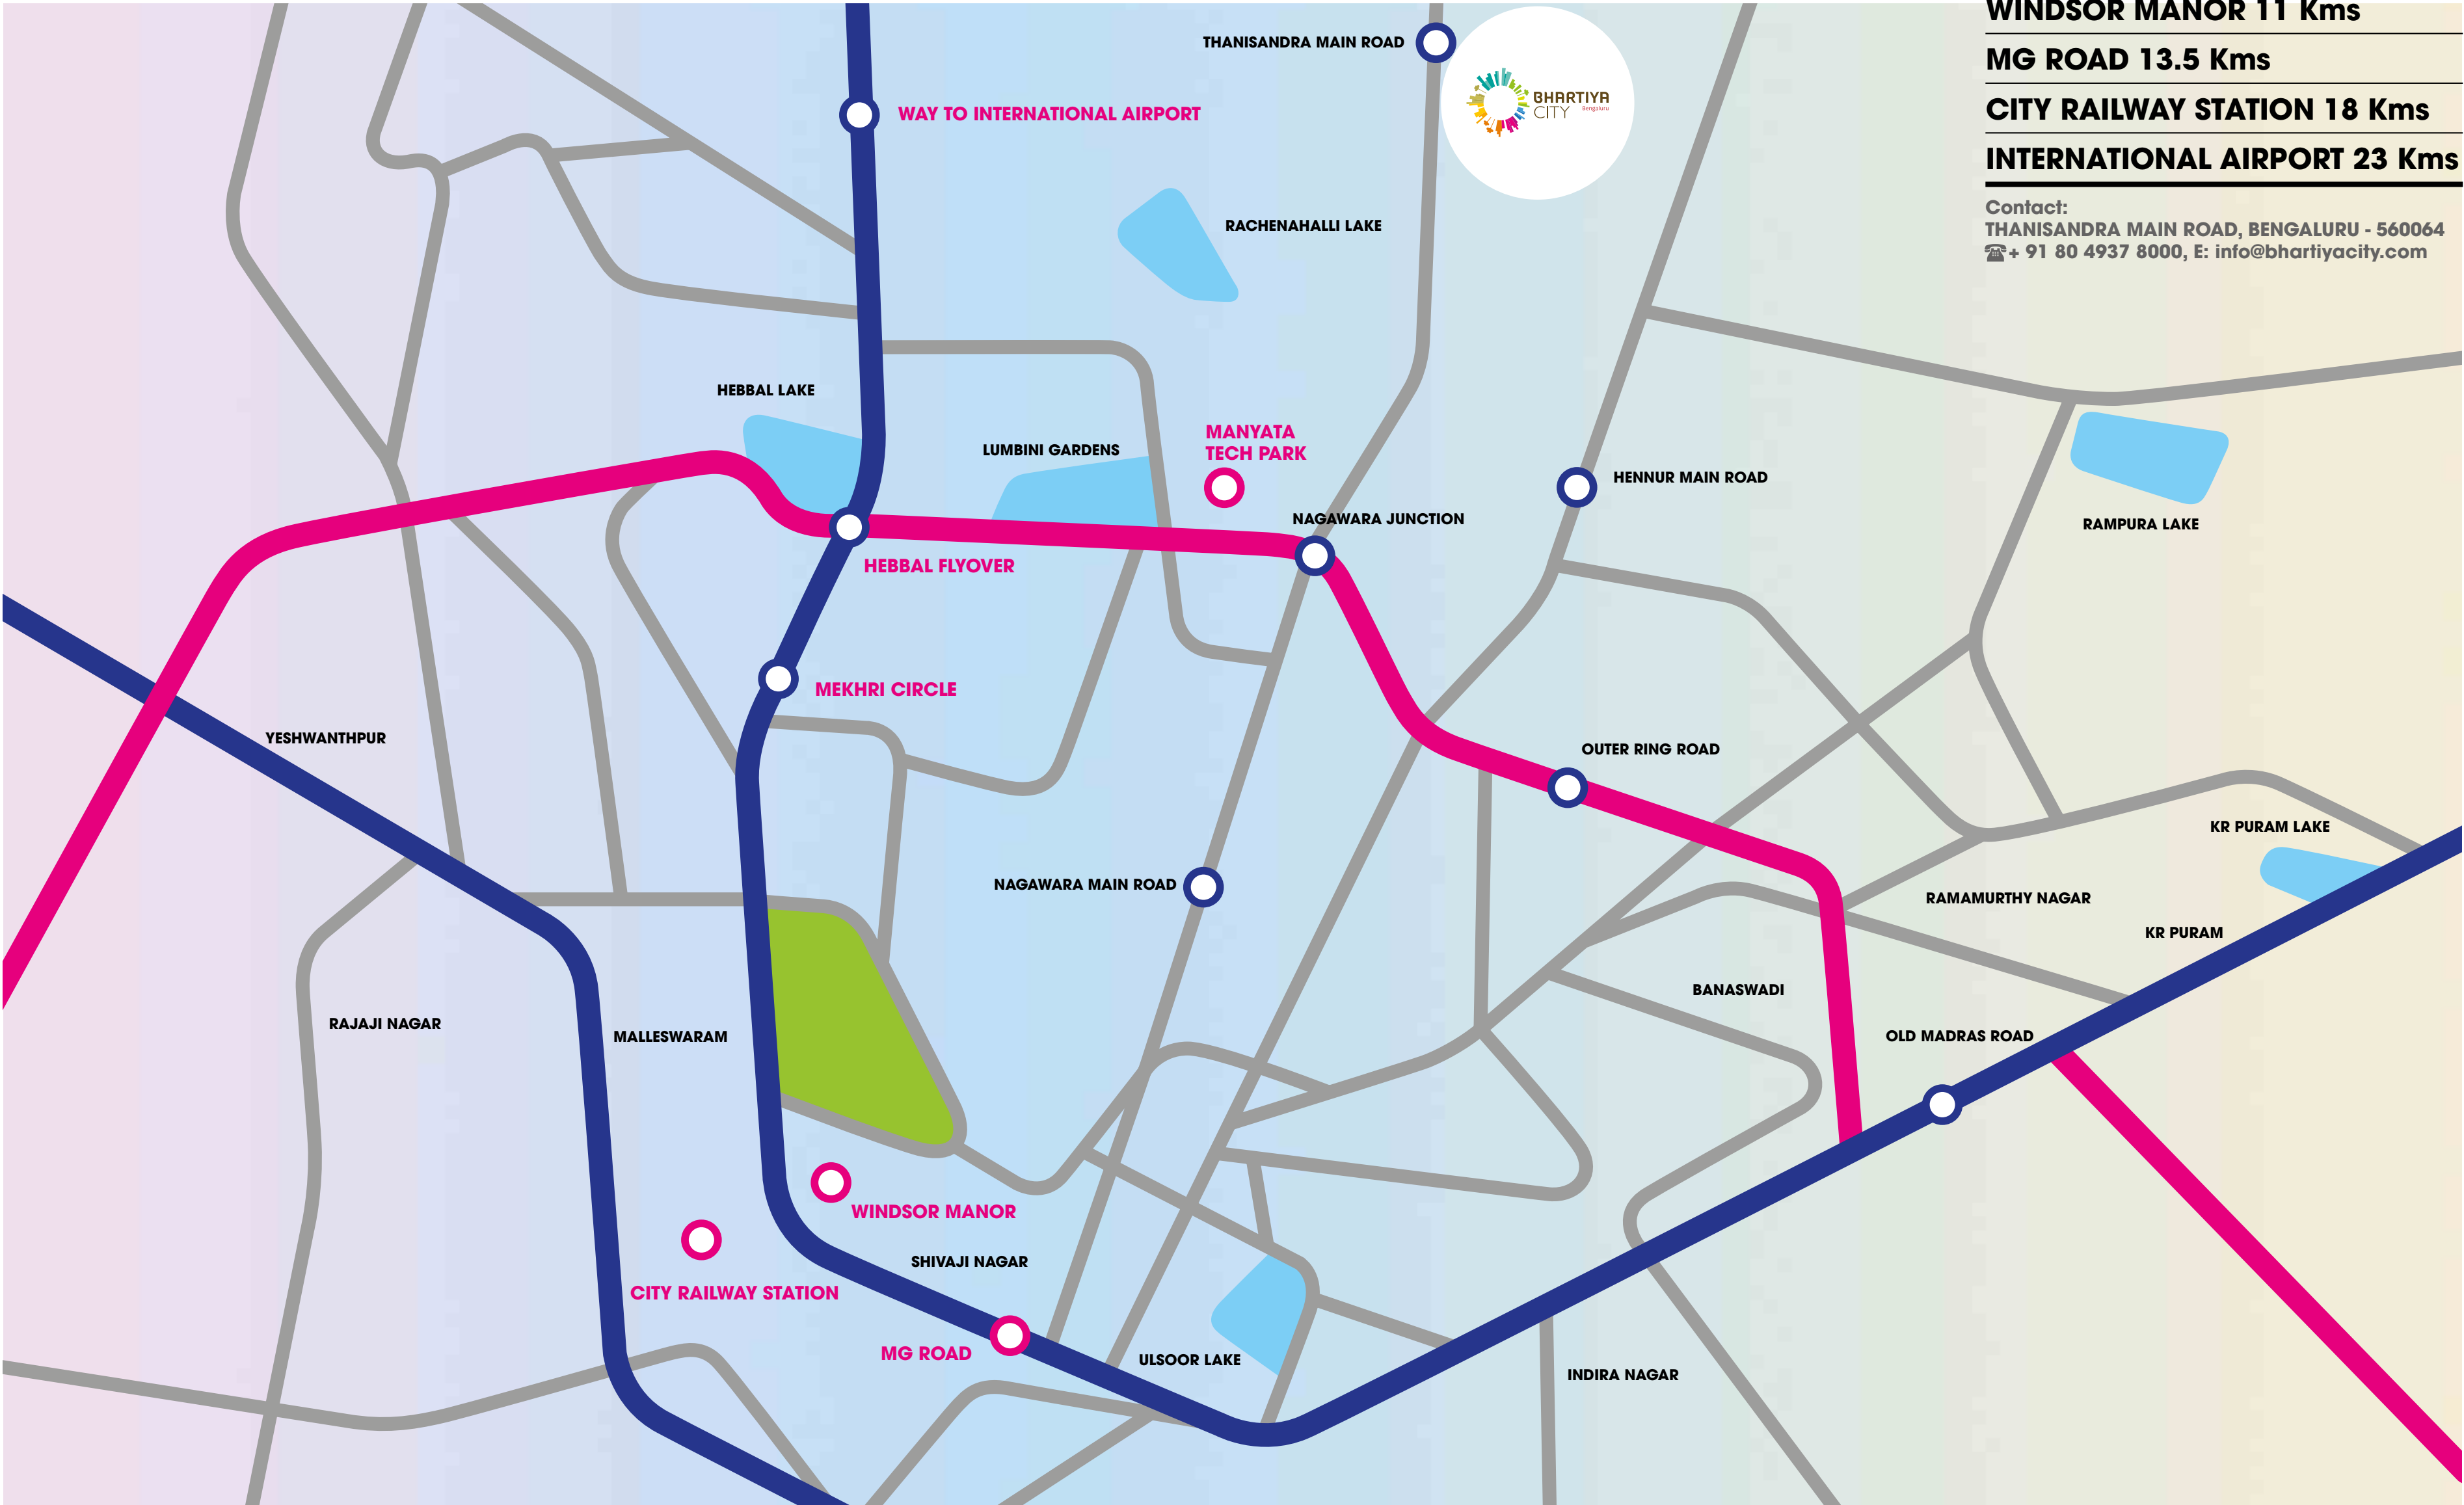 WINDSOR MANOR 11 Kms
MG ROAD 13.5 Kms
CITY RAILWAY STATION 18 Kms
INTERNATIONAL AIRPORT 23 Kms
Contact:
THANISANDRA MAIN ROAD, BENGALURU - 560064
☎+ 91 80 4937 8000, E: info@bhartiyacity.com
THANISANDRA MAIN ROAD
BHARTIYA
CITY
Bengaluru
WAY TO INTERNATIONAL AIRPORT
RACHENAHALLI LAKE
HEBBAL LAKE
LUMBINI GARDENS
MANYATA
TECH PARK
HENNUR MAIN ROAD
NAGAWARA JUNCTION
RAMPURA LAKE
HEBBAL FLYOVER
MEKHRI CIRCLE
YESHWANTHPUR
OUTER RING ROAD
KR PURAM LAKE
NAGAWARA MAIN ROAD
RAMAMURTHY NAGAR
KR PURAM
BANASWADI
RAJAJI NAGAR
MALLESWARAM
OLD MADRAS ROAD
WINDSOR MANOR
SHIVAJI NAGAR
CITY RAILWAY STATION
MG ROAD
ULSOOR LAKE
INDIRA NAGAR